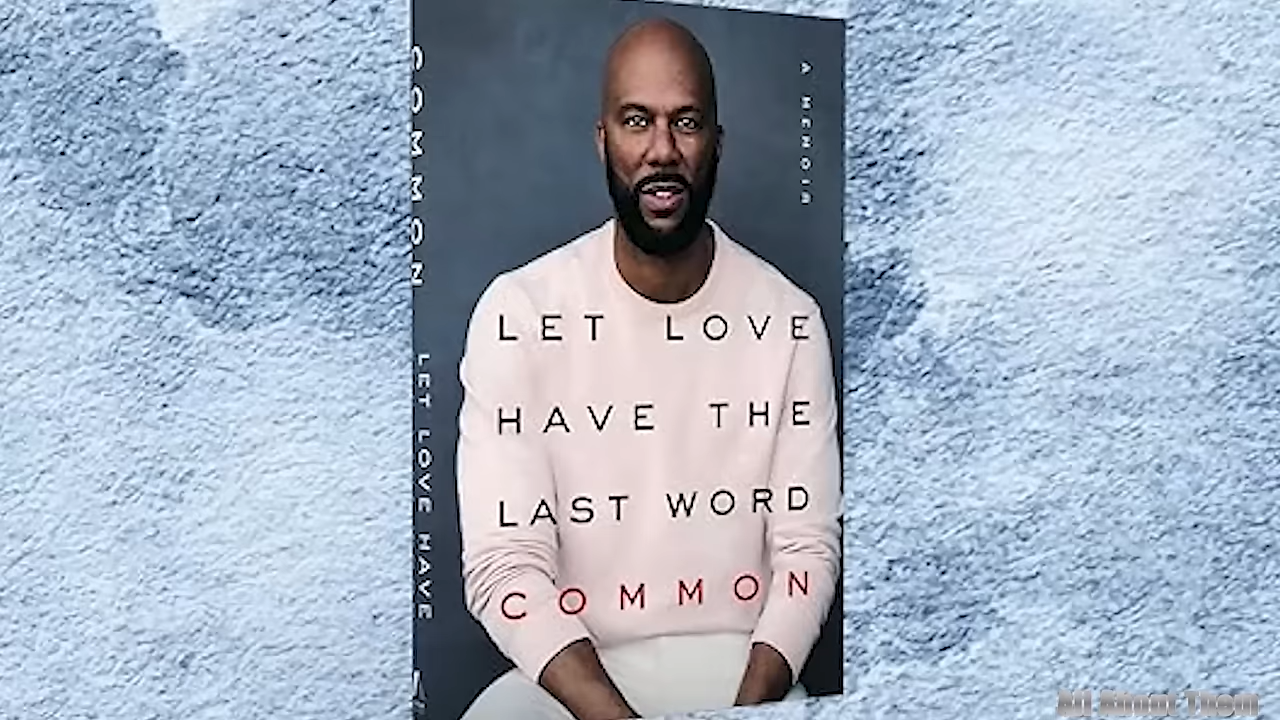 COMMON LET LOVE HAVE
A MEMOIR
LET LOVE
HAVE THE
LAST WORD
COMMON